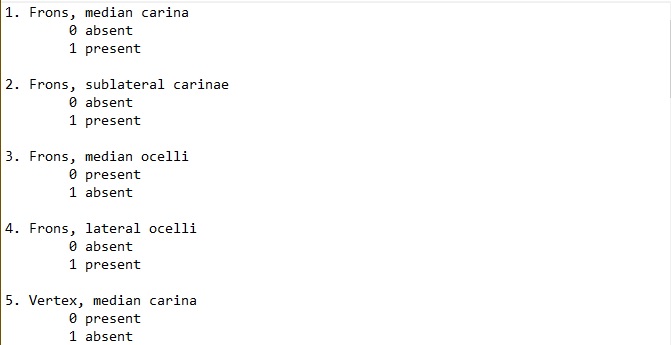 1. Frons, median carina
0 absent
1 present
2. Frons, sublateral carinae
0 absent
1 present
3. Frons, median ocelli
0 present
1 absent
4. Frons, lateral ocelli
0 absent
1 present
5. Vertex, median carina
0 present
1 absent